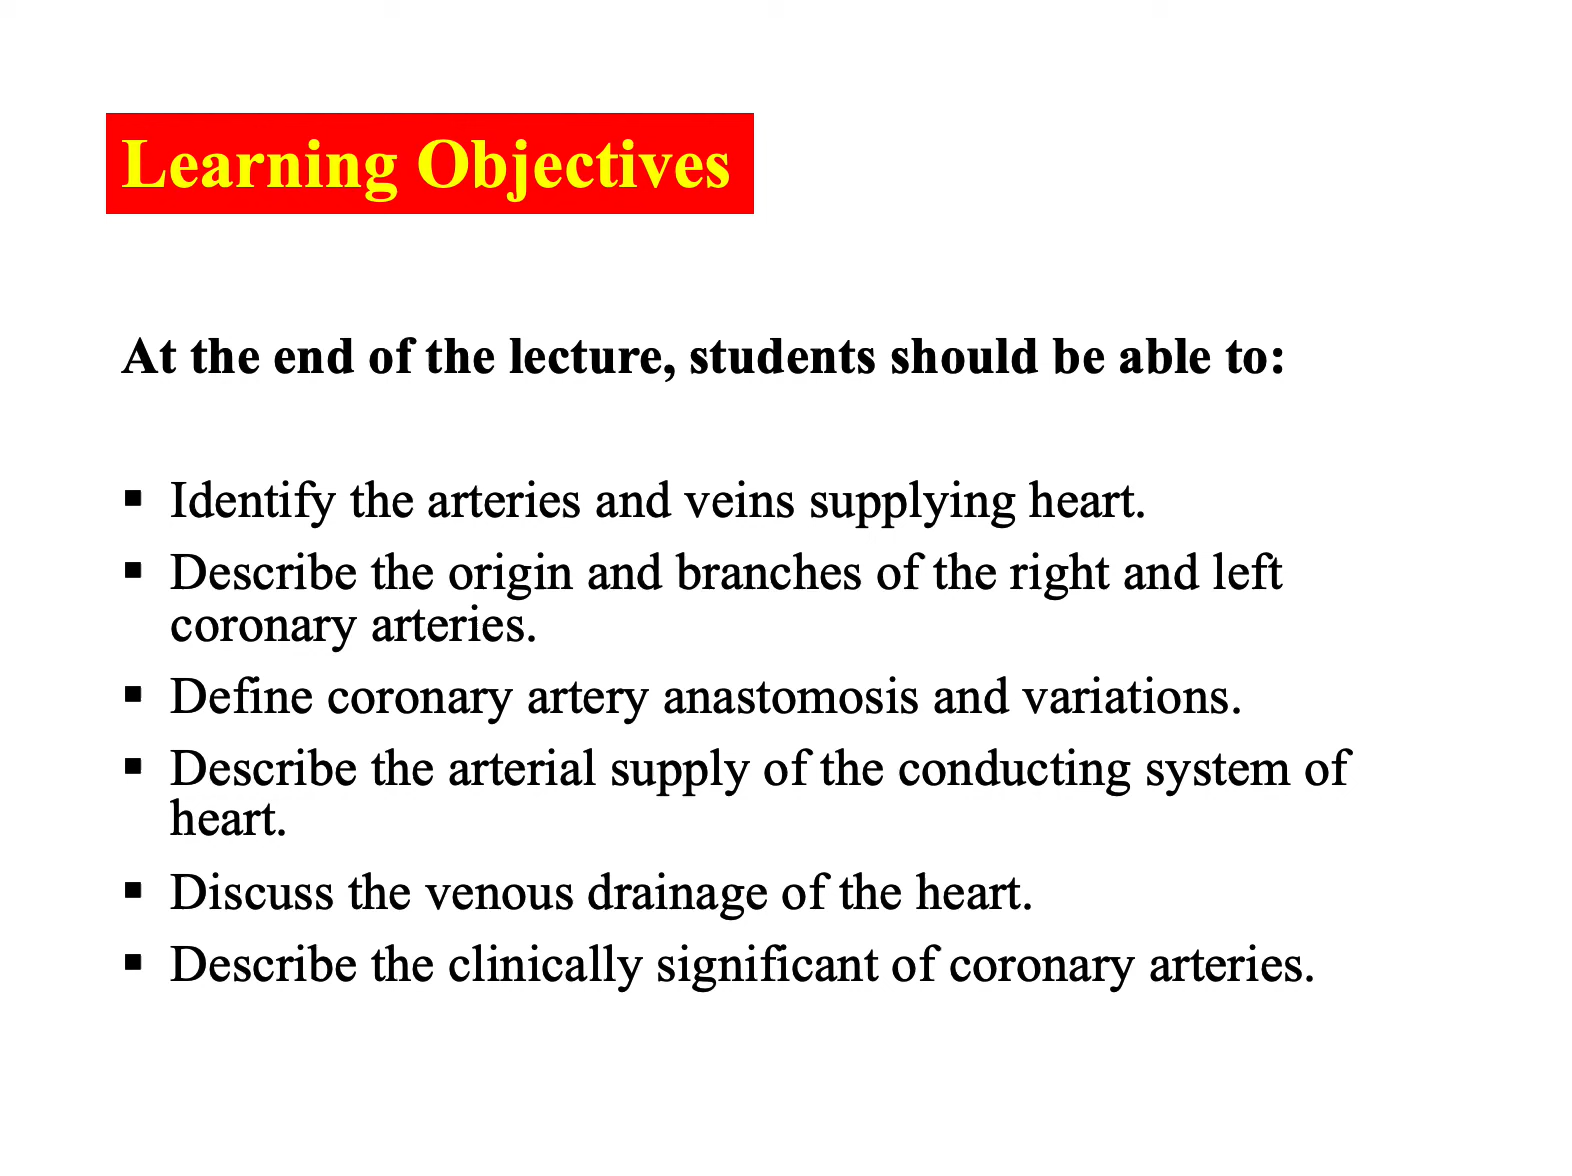 Learning Objectives
At the end of the lecture, students should be able to:
▪ Identify the arteries and veins supplying heart.
▪ Describe the origin and branches of the right and left
coronary arteries.
▪ Define coronary artery anastomosis and variations.
▪ Describe the arterial supply of the conducting system of
heart.
▪ Discuss the venous drainage of the heart.
▪ Describe the clinically significant of coronary arteries.